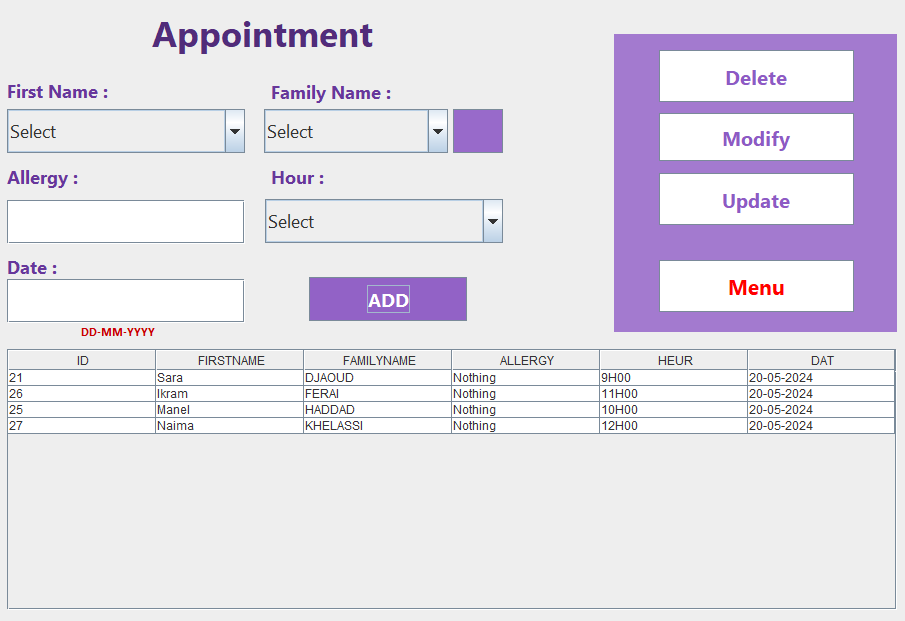 Appointment
First Name :
Family Name :
Select
Select
Allergy :
Hour :
Select
Date :
ADD
DD-MM-YYYY
Delete
Modify
Update
Menu
ID FIRSTNAME FAMILYNAME ALLERGY HEUR DAT
21 Sara DJAOUD Nothing 9H00 20-05-2024
26 Ikram FERAI Nothing 11H00 20-05-2024
25 Manel HADDAD Nothing 10H00 20-05-2024
27 Naima KHELASSI Nothing 12H00 20-05-2024